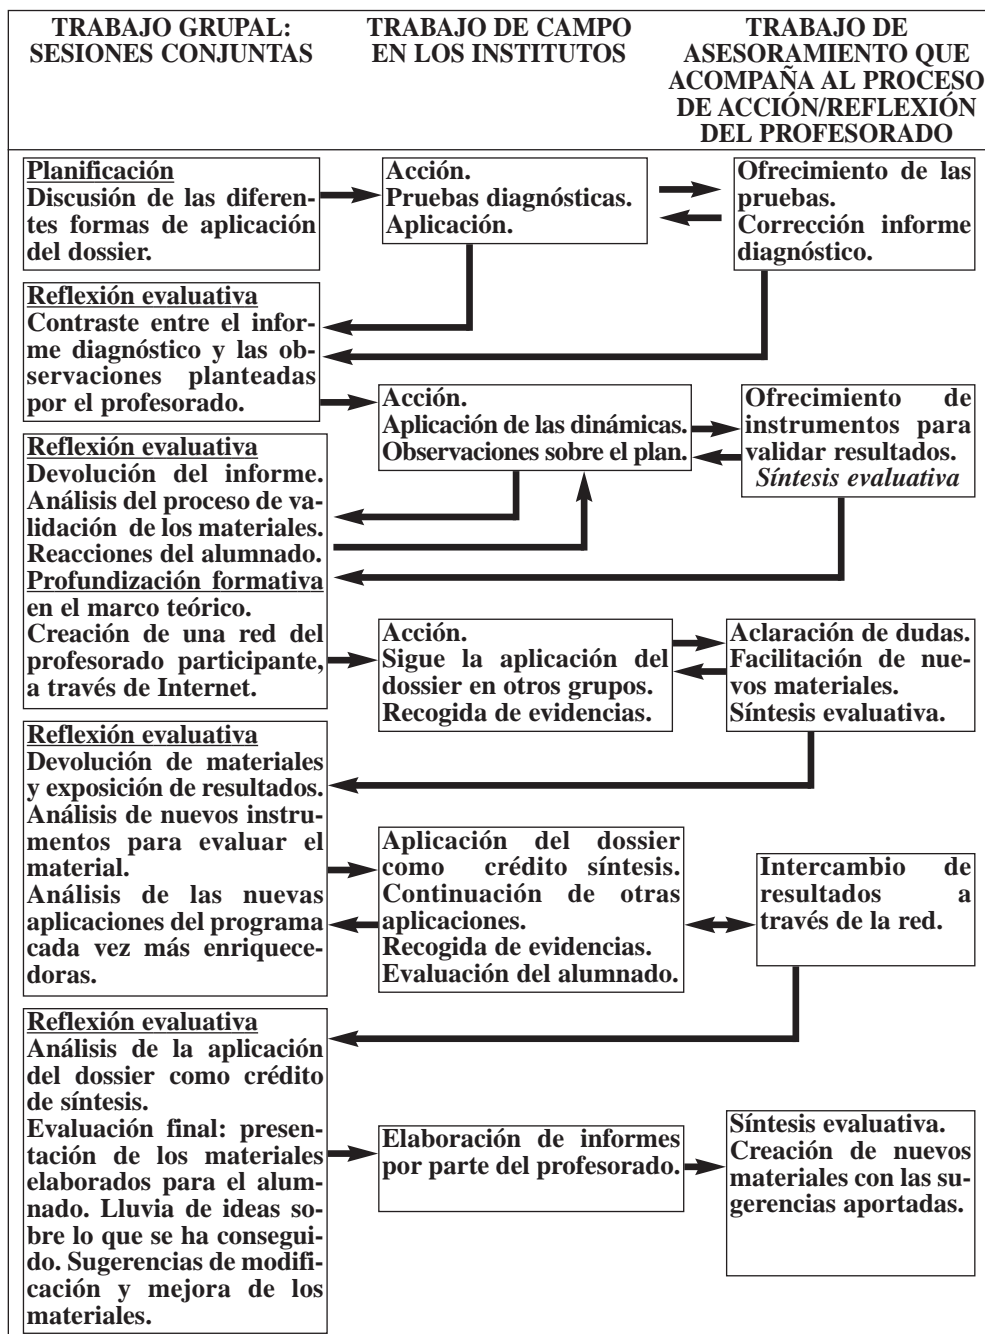 TRABAJO GRUPAL:
SESIONES CONJUNTAS
TRABAJO DE CAMPO
EN LOS INSTITUTOS
TRABAJO DE
ASESORAMIENTO QUE
ACOMPAÑA AL PROCESO
DE ACCIÓN/REFLEXIÓN
DEL PROFESORADO
Planificación
Discusión de las diferen-
tes formas de aplicación
del dossier.
Acción.
Pruebas diagnósticas.
Aplicación.
Ofrecimiento de las
pruebas.
Corrección informe
diagnóstico.
Reflexión evaluativa
Contraste entre el infor-
me diagnóstico y las ob-
servaciones planteadas
por el profesorado.
Acción.
Aplicación de las dinámicas.
Observaciones sobre el plan.
Ofrecimiento de
instrumentos para
validar resultados.
Síntesis evaluativa
Reflexión evaluativa
Devolución del informe.
Análisis del proceso de va-
lidación de los materiales.
Reacciones del alumnado.
Profundización formativa
en el marco teórico.
Creación de una red del
profesorado participante,
a través de Internet.
Acción.
Sigue la aplicación del
dossier en otros grupos.
Recogida de evidencias.
Aclaración de dudas.
Facilitación de nue-
vos materiales.
Síntesis evaluativa.
Reflexión evaluativa
Devolución de materiales
y exposición de resultados.
Análisis de nuevos instru-
mentos para evaluar el
material.
Análisis de las nuevas
aplicaciones del programa
cada vez más enriquece-
doras.
Aplicación del dossier
como crédito síntesis.
Continuación de otras
aplicaciones.
Recogida de evidencias.
Evaluación del alumnado.
Intercambio de
resultados a
través de la red.
Reflexión evaluativa
Análisis de la aplicación
del dossier como crédito
de síntesis.
Evaluación final: presen-
tación de los materiales
elaborados para el alum-
nado. Lluvia de ideas so-
bre lo que se ha consegui-
do. Sugerencias de modifi-
cación y mejora de los
materiales.
Elaboración de informes
por parte del profesorado.
Síntesis evaluativa.
Creación de nuevos
materiales con las su-
gerencias aportadas.